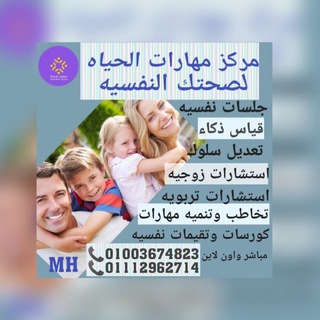 مركز مهارات الحياه
لصحتك النفسيه
جلسات نفسيه
قياس ذكاء
تعديل سلوك
استشارات زوجيه
استشارات تربويه
تخاطب وتنميه مهارات
كورسات وتقيمات نفسيه
مباشر واون لاين
01003674823
01112962714
MH